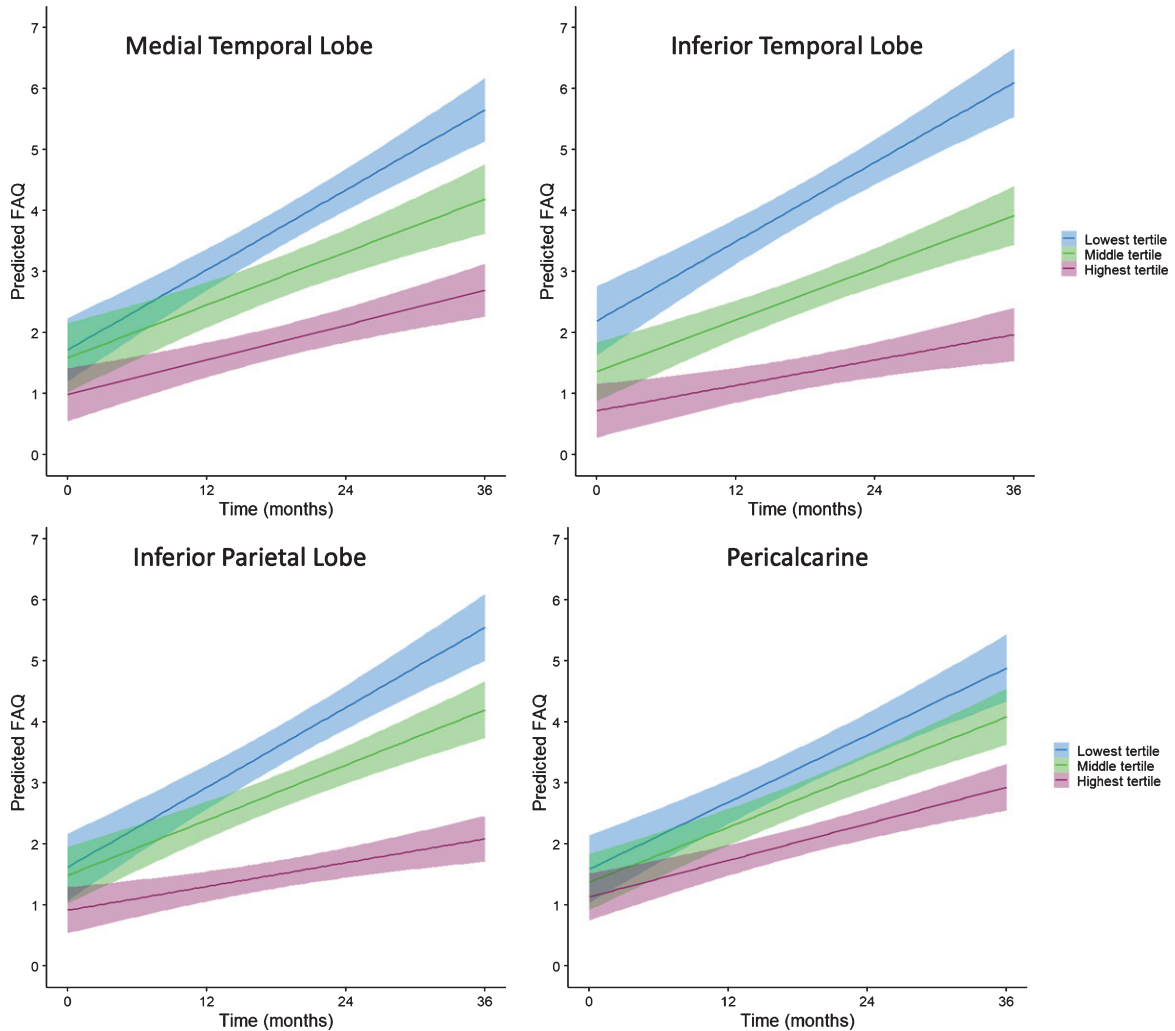 Medial Temporal Lobe
7
6
5
4
3
2
1
0
Predicted FAQ
0 12 24 36
Time (months)
Inferior Temporal Lobe
7
6
5
4
3
2
1
0
Predicted FAQ
0 12 24 36
Time (months)
Lowest tertile
Middle tertile
Highest tertile
Inferior Parietal Lobe
7
6
5
4
3
2
1
0
Predicted FAQ
0 12 24 36
Time (months)
Pericalcarine
7
6
5
4
3
2
1
0
Predicted FAQ
0 12 24 36
Time (months)
Lowest tertile
Middle tertile
Highest tertile